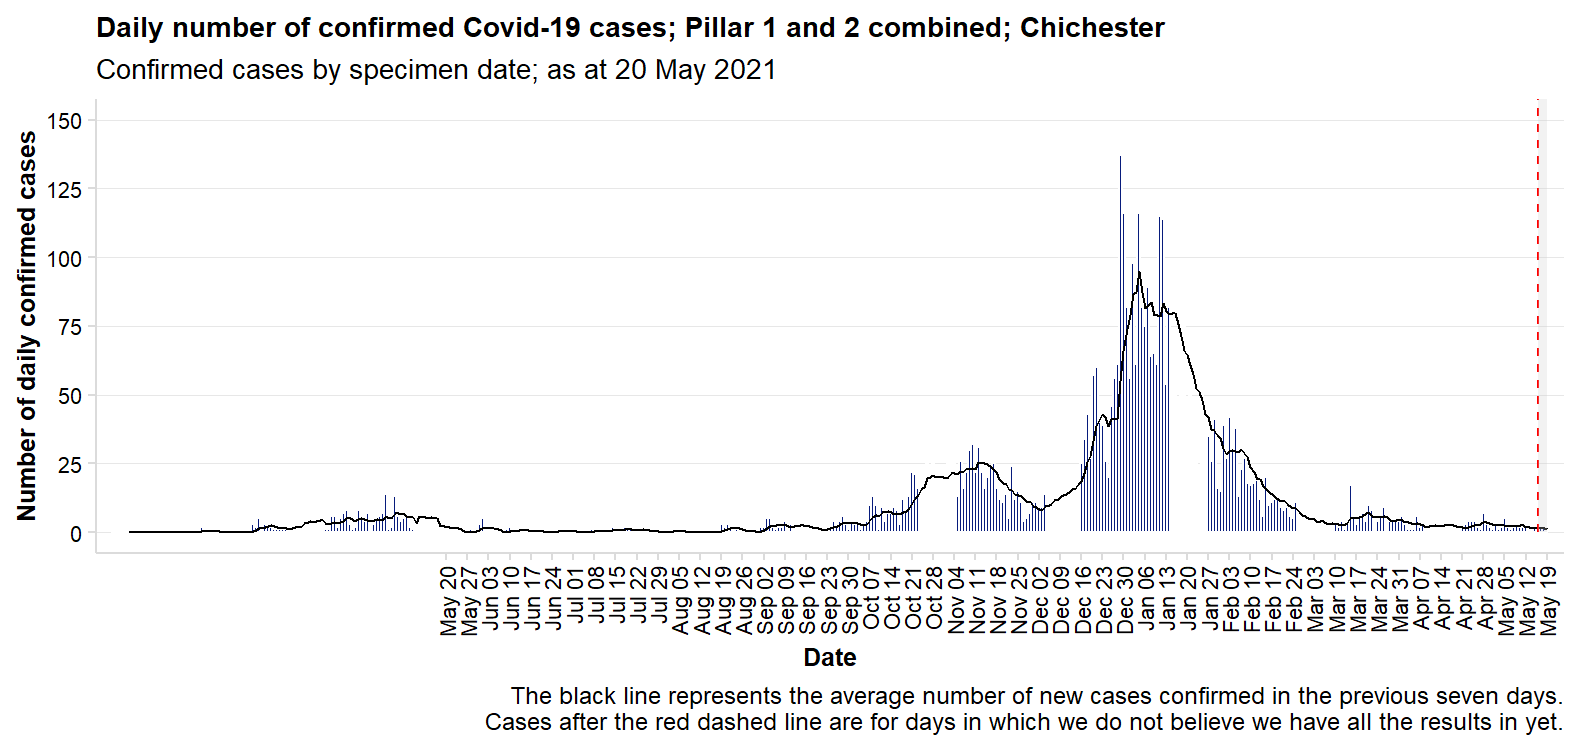 Daily number of confirmed Covid-19 cases; Pillar 1 and 2 combined; Chichester
Confirmed cases by specimen date; as at 20 May 2021
Number of daily confirmed cases
150
125
100
75
50
25
0
May 20
May 27
Jun 03
Jun 10
Jun 17
Jun 24
Jul 01
Jul 08
Jul 15
Jul 22
Jul 29
Aug 05
Aug 12
Aug 19
Aug 26
Sep 02
Sep 09
Sep 16
Sep 23
Sep 30
Oct 07
Oct 14
Oct 21
Oct 28
Nov 04
Nov 11
Nov 18
Nov 25
Dec 02
Dec 09
Dec 16
Dec 23
Dec 30
Jan 06
Jan 13
Jan 20
Jan 27
Feb 03
Feb 10
Feb 17
Feb 24
Mar 03
Mar 10
Mar 17
Mar 24
Mar 31
Apr 07
Apr 14
Apr 21
Apr 28
May 05
May 12
May 19
Date
The black line represents the average number of new cases confirmed in the previous seven days.
Cases after the red dashed line are for days in which we do not believe we have all the results in yet.